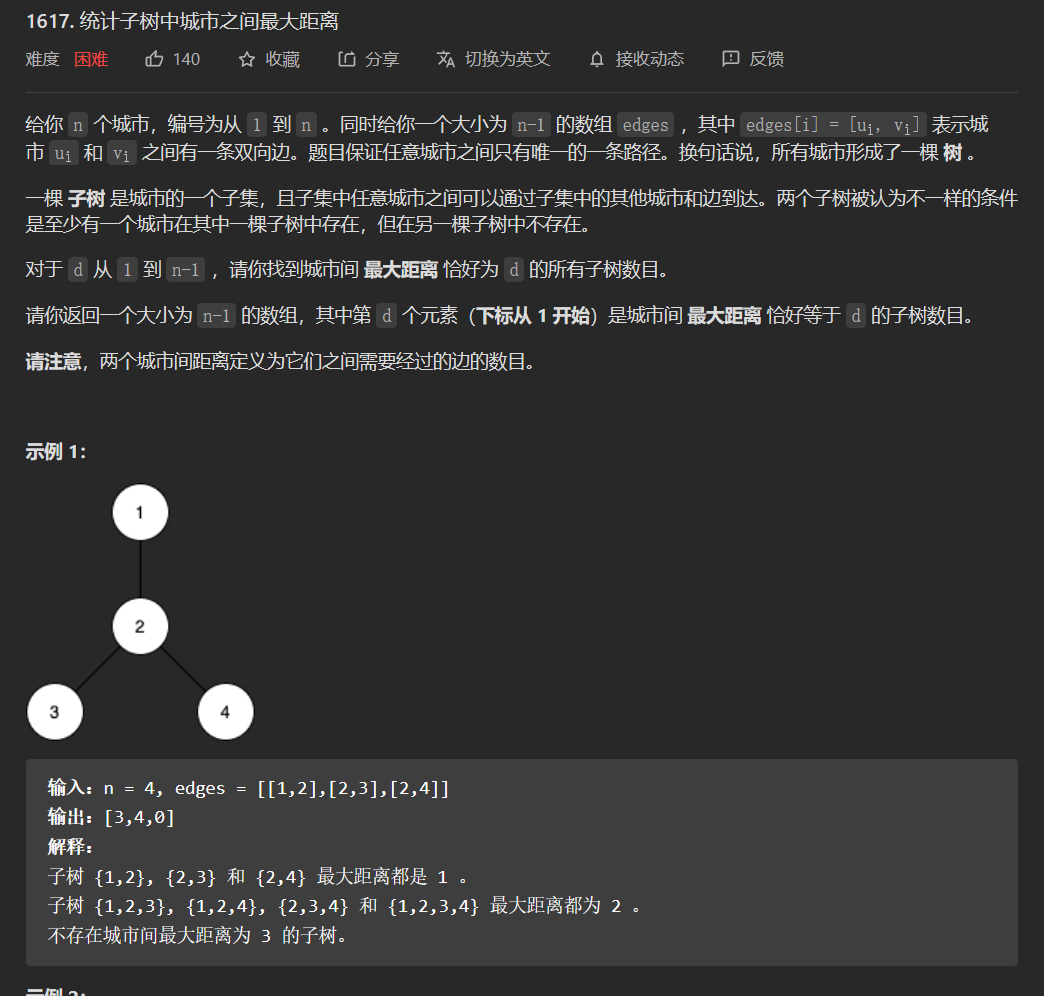 1617. 统计子树中城市之间最大距离
难度 困难 140 收藏 分享 切换为英文 接收动态 反馈
给你 n 个城市，编号为从 1 到 n 。同时给你一个大小为 n-1 的数组 edges ，其中 edges[i] = [ui, vi] 表示城
市 ui 和 vi 之间有一条双向边。题目保证任意城市之间只有唯一的一条路径。换句话说，所有城市形成了一棵 树 。
一棵 子树 是城市的一个子集，且子集中任意城市之间可以通过子集中的其他城市和边到达。两个子树被认为不一样的条件
是至少有一个城市在其中一棵子树中存在，但在另一棵子树中不存在。
对于 d 从 1 到 n-1 ，请你找到城市间 最大距离 恰好为 d 的所有子树数目。
请你返回一个大小为 n-1 的数组，其中第 d 个元素（下标从 1 开始）是城市间 最大距离 恰好等于 d 的子树数目。
请注意，两个城市间距离定义为它们之间需要经过的边的数目。
示例 1：
1
2
3 4
输入：n = 4, edges = [[1,2],[2,3],[2,4]]
输出：[3,4,0]
解释：
子树 {1,2}, {2,3} 和 {2,4} 最大距离都是 1 。
子树 {1,2,3}, {1,2,4}, {2,3,4} 和 {1,2,3,4} 最大距离都为 2 。
不存在城市间最大距离为 3 的子树。
示例 2：